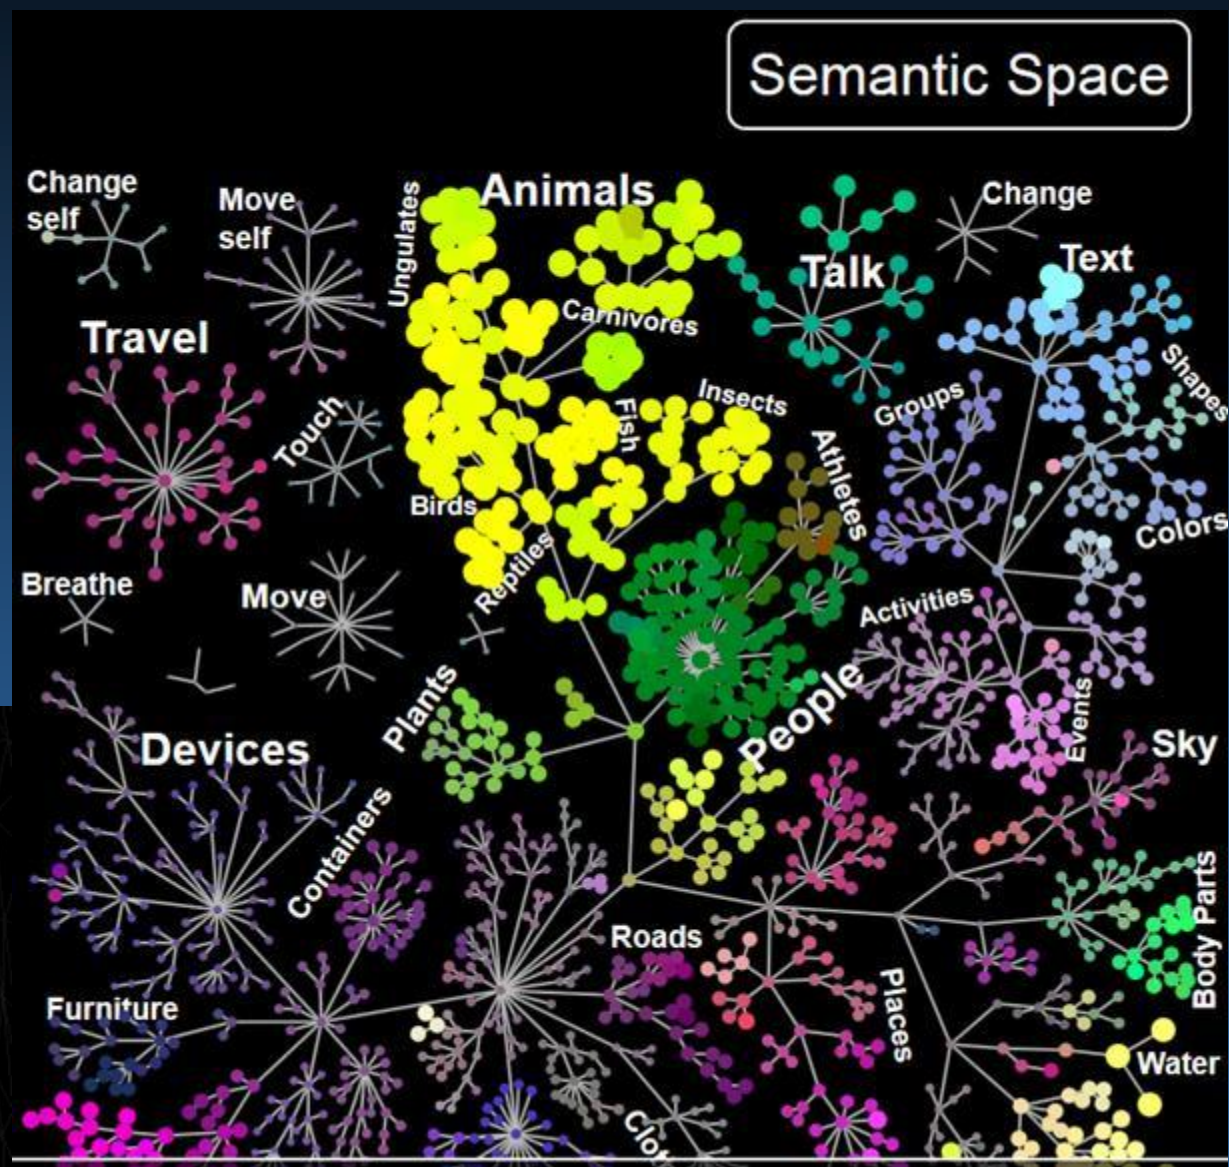 Semantic Space
Change
self
Move
self
Ungulates
Animals
Carnivores
Talk
Change
Text
Shapes
Travel
Touch
Fish
Insects
Athletes
Groups
Colors
Birds
Reptiles
Breathe
Move
Activities
Plants
People
Events
Sky
Devices
Containers
Body Parts
Roads
Places
Furniture
Water